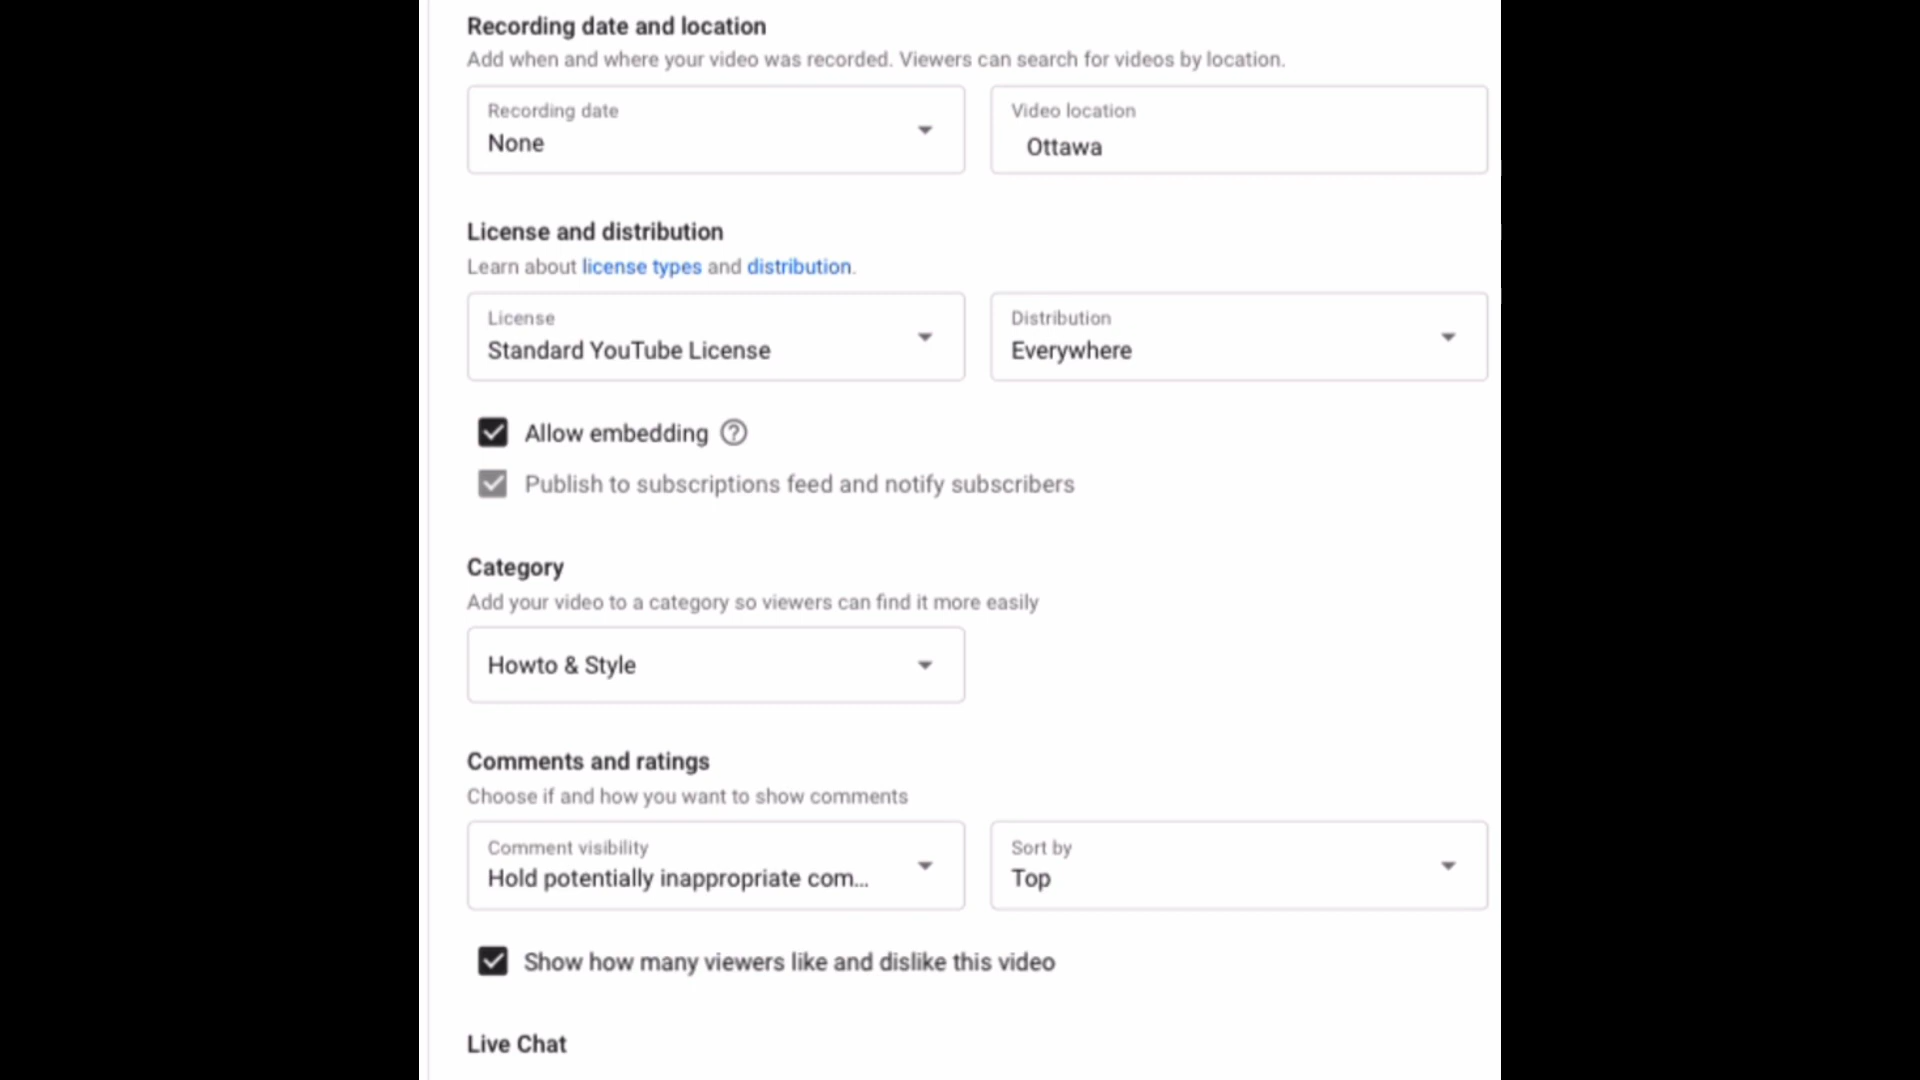 Recording date and location
Add when and where your video was recorded. Viewers can search for videos by location.
Recording date
None
Video location
Ottawa
License and distribution
Learn about license types and distribution.
License
Standard YouTube License
Distribution
Everywhere
Allow embedding ?
Publish to subscriptions feed and notify subscribers
Category
Add your video to a category so viewers can find it more easily
Howto & Style
Comments and ratings
Choose if and how you want to show comments
Comment visibility
Hold potentially inappropriate com...
Sort by
Top
Show how many viewers like and dislike this video
Live Chat